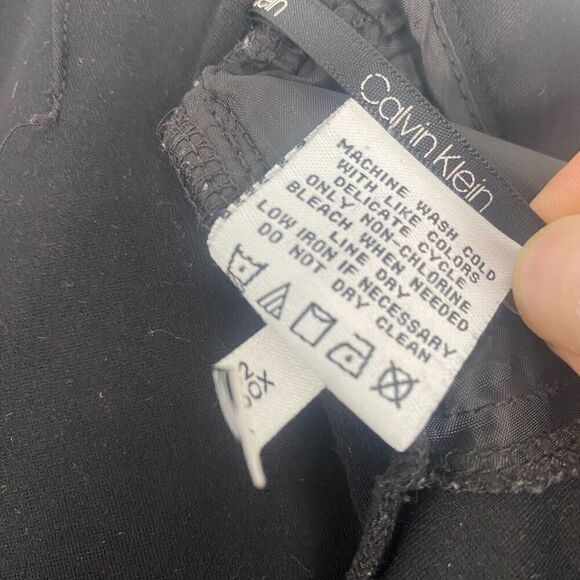 Calvin Klein
MACHINE WASH COLD
WITH LIKE COLORS
DELICATE CYCLE
ONLY NON-CHLORINE
BLEACH WHEN NEEDED
LINE DRY
LOW IRON IF NECESSARY
DO NOT DRY CLEAN